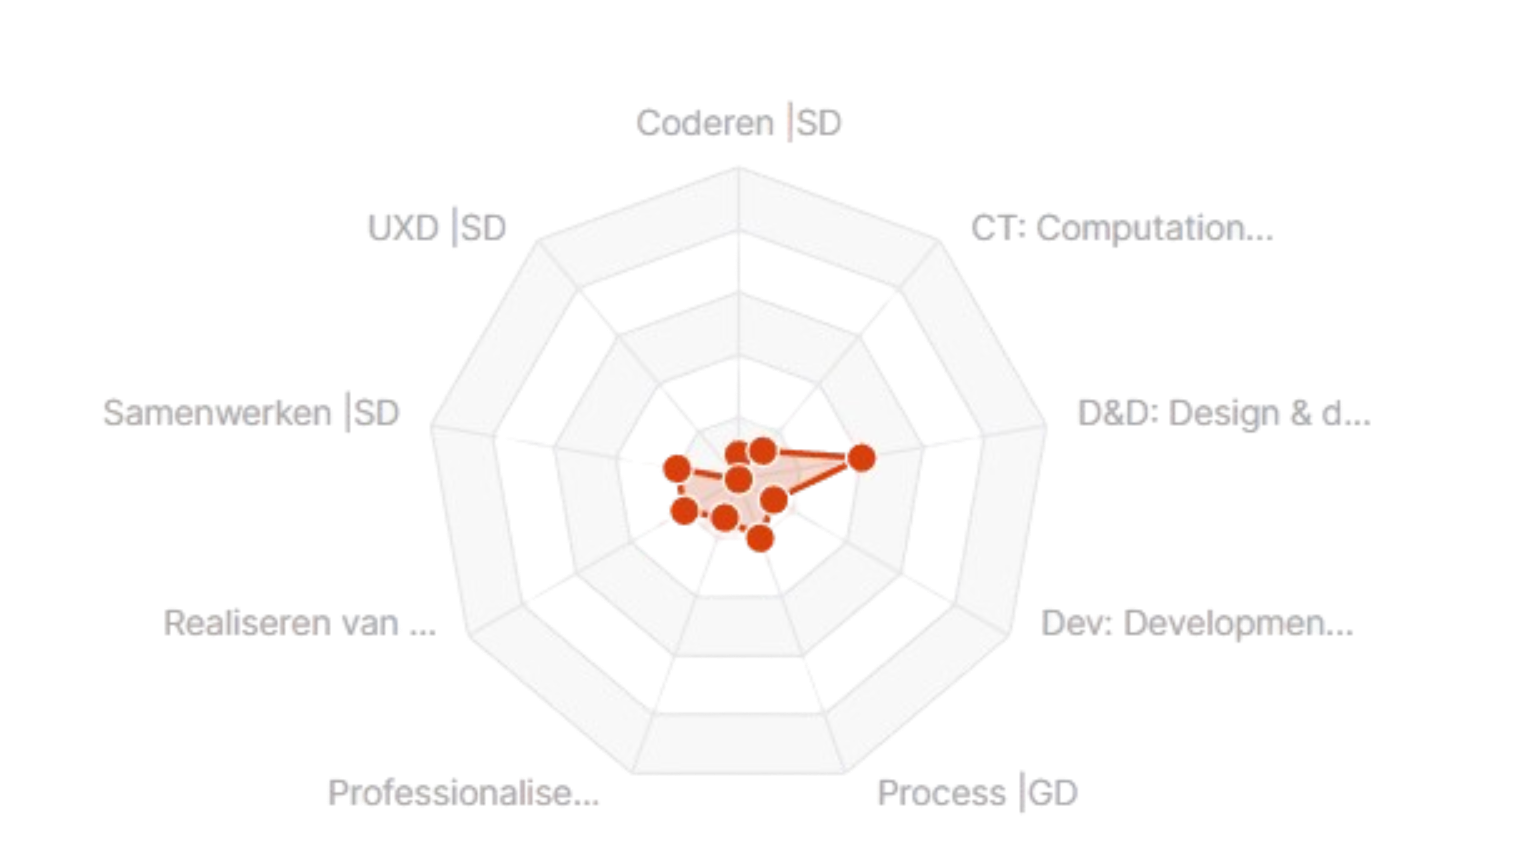 Coderen |SD
UXD |SD
CT: Computation...
Samenwerken |SD
D&D: Design & d...
Realiseren van ...
Dev: Developmen...
Professionalise...
Process |GD